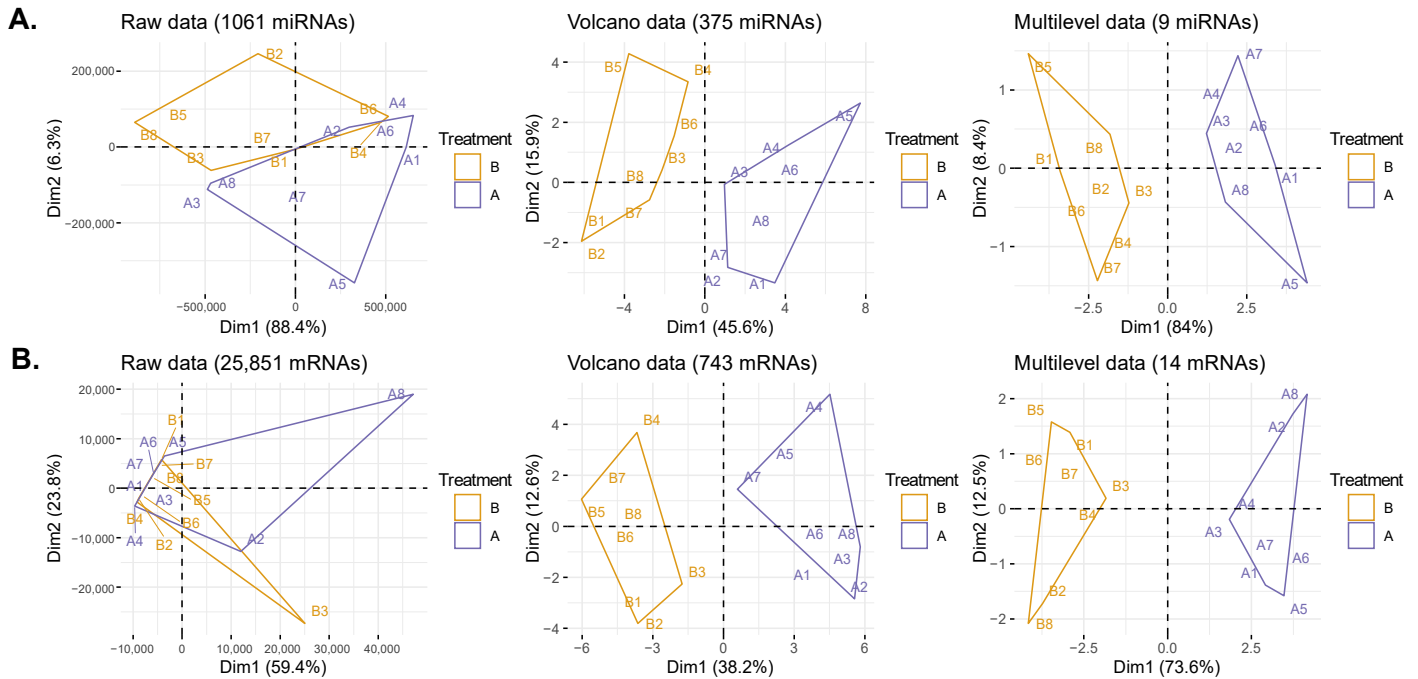 A.
Raw data (1061 miRNAs)
200,000
0
−200,000
−500,000
0
500,000
Dim2 (6.3%)
Dim1 (88.4%)
B2
B5
B8
B6
A4
B7
A2
A6
B4
A1
B3
B1
A8
A7
A3
A5
Treatment
B
A
Volcano data (375 miRNAs)
4
2
0
−2
−4
0
4
8
Dim2 (15.9%)
Dim1 (45.6%)
B5
B4
B6
B3
B8
B1
B7
B2
A5
A4
A6
A3
A8
A7
A2
A1
Treatment
B
A
Multilevel data (9 miRNAs)
1
0
−1
−2.5
0.0
2.5
Dim2 (8.4%)
Dim1 (84%)
B5
B8
B1
B2
B3
B6
B4
B7
A7
A4
A3
A6
A2
A1
A8
A5
Treatment
B
A
B.
Raw data (25,851 mRNAs)
20,000
10,000
0
−10,000
−20,000
−10,000
0
10,000
20,000
30,000
40,000
Dim2 (23.8%)
Dim1 (59.4%)
A8
B1
A6
A5
A7
B7
B8
A1
A3
B5
B4
B6
A4
B2
A2
B3
Treatment
B
A
Volcano data (743 mRNAs)
4
2
0
−2
−4
−6
−3
0
3
6
Dim2 (12.6%)
Dim1 (38.2%)
B4
B7
B5
B8
B6
B3
B1
B2
A4
A5
A7
A6
A8
A3
A1
A2
Treatment
B
A
Multilevel data (14 mRNAs)
2
1
0
−1
−2
−2.5
0.0
2.5
Dim2 (12.5%)
Dim1 (73.6%)
B5
B1
B6
B7
B3
B4
B2
B8
A8
A2
A4
A3
A7
A6
A1
A5
Treatment
B
A